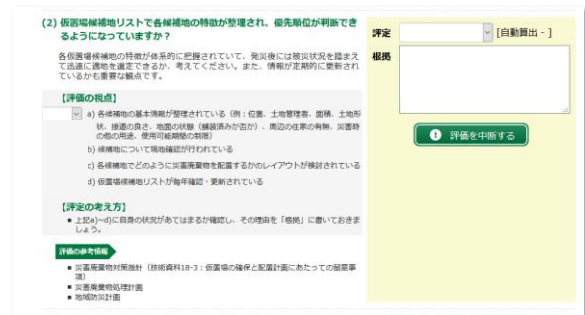 (2) 仮置場候補地リストで各候補地の特徴が整理され、優先順位が判断でき
るようになっていますか？
各仮置場候補地の特徴が体系的に把握されていて、発災後には被災状況を踏まえ
て迅速に適地を選定できるか、考えてください。また、情報が定期的に更新され
ているかも重要な観点です。
【評価の視点】
a) 各候補地の基本情報が整理されている（例：位置、土地管理者、面積、土地形
状、接道の良さ、地面の状態（舗装済みか否か）、周辺の住家の有無、災害時
の他の用途、使用可能期間の制限）
b) 候補地について現地確認が行われている
c) 各候補地でどのように災害廃棄物を配置するかのレイアウトが検討されている
d) 仮置場候補地リストが毎年確認・更新されている
【評定の考え方】
■ 上記a)～d)に自身の状況があてはまるか確認し、その理由を「根拠」に書いておきま
しょう。
評価の参考情報
■ 災害廃棄物対策指針（技術資料18-3：仮置場の確保と配置計画にあたっての留意事
項）
■ 災害廃棄物処理計画
■ 地域防災計画
評定
[自動算出 - ]
根拠
評価を中断する